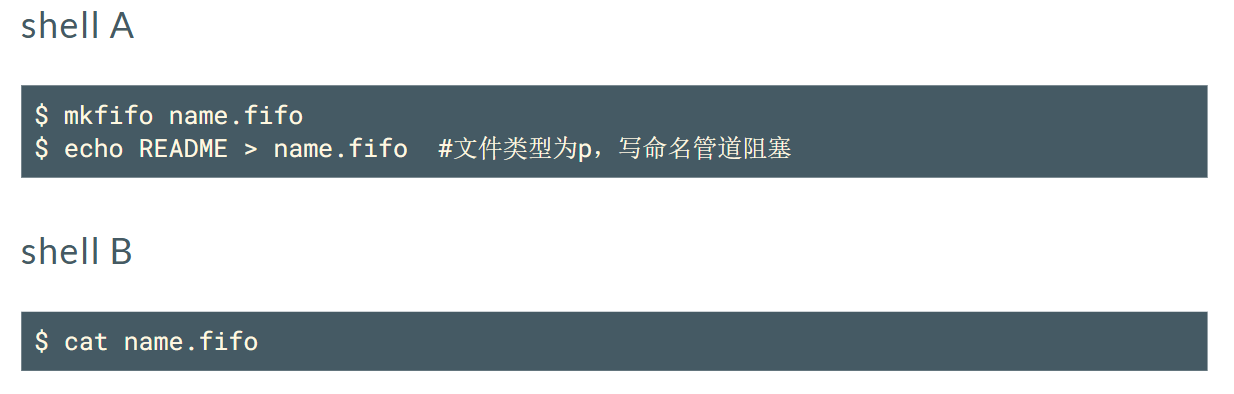 shell A
$ mkfifo name.fifo
$ echo README > name.fifo  #文件类型为p，写命名管道阻塞
shell B
$ cat name.fifo